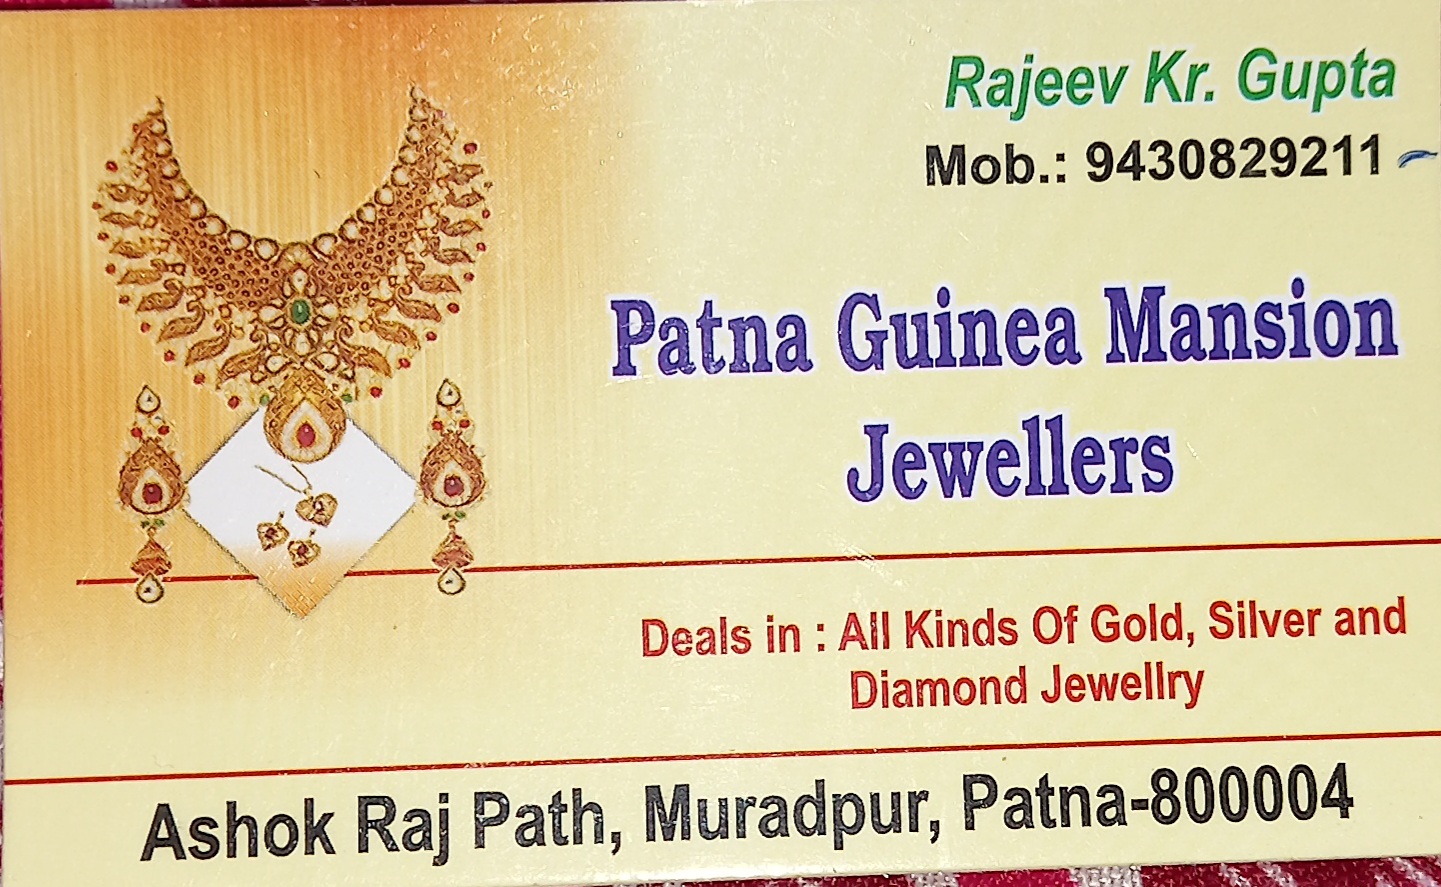 Rajeev Kr. Gupta
Mob.: 9430829211
Patna Guinea Mansion
Jewellers
Deals in : All Kinds Of Gold, Silver and
Diamond Jewellry
Ashok Raj Path, Muradpur, Patna-800004